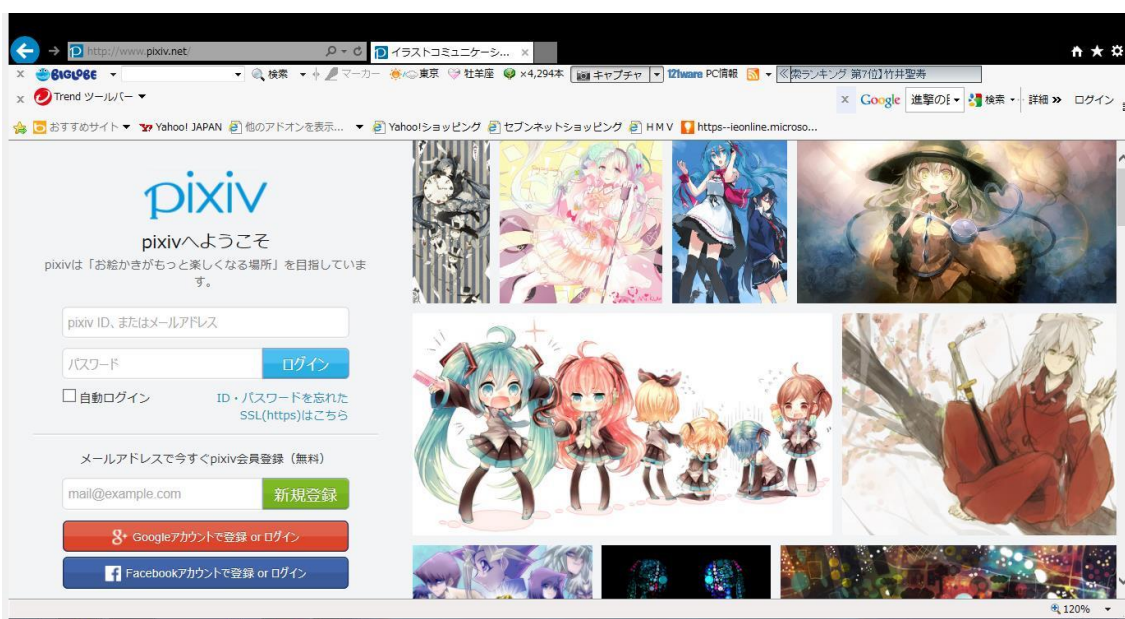 http://www.pixiv.net/
イラストコミュニケーシ...
BIGLOBE
検索
マーカー
東京
牡羊座
×4,294本
キャプチャ
121ware PC情報
索ランキング 第7位】竹井聖寿
Trend ツールバー
Google
進撃の
検索
詳細
ログイン
おすすめサイト
Yahoo! JAPAN
他のアドオンを表示...
Yahoo!ショッピング
セブンネットショッピング
HMV
https--ieonline.microso...
pixiv
pixivへようこそ
pixivは「お絵かきがもっと楽しくなる場所」を目指していま
す。
pixiv ID、またはメールアドレス
パスワード
ログイン
自動ログイン
ID・パスワードを忘れた
SSL(https)はこちら
メールアドレスで今すぐpixiv会員登録（無料）
mail@example.com
新規登録
Googleアカウントで登録 or ログイン
Facebookアカウントで登録 or ログイン
120%